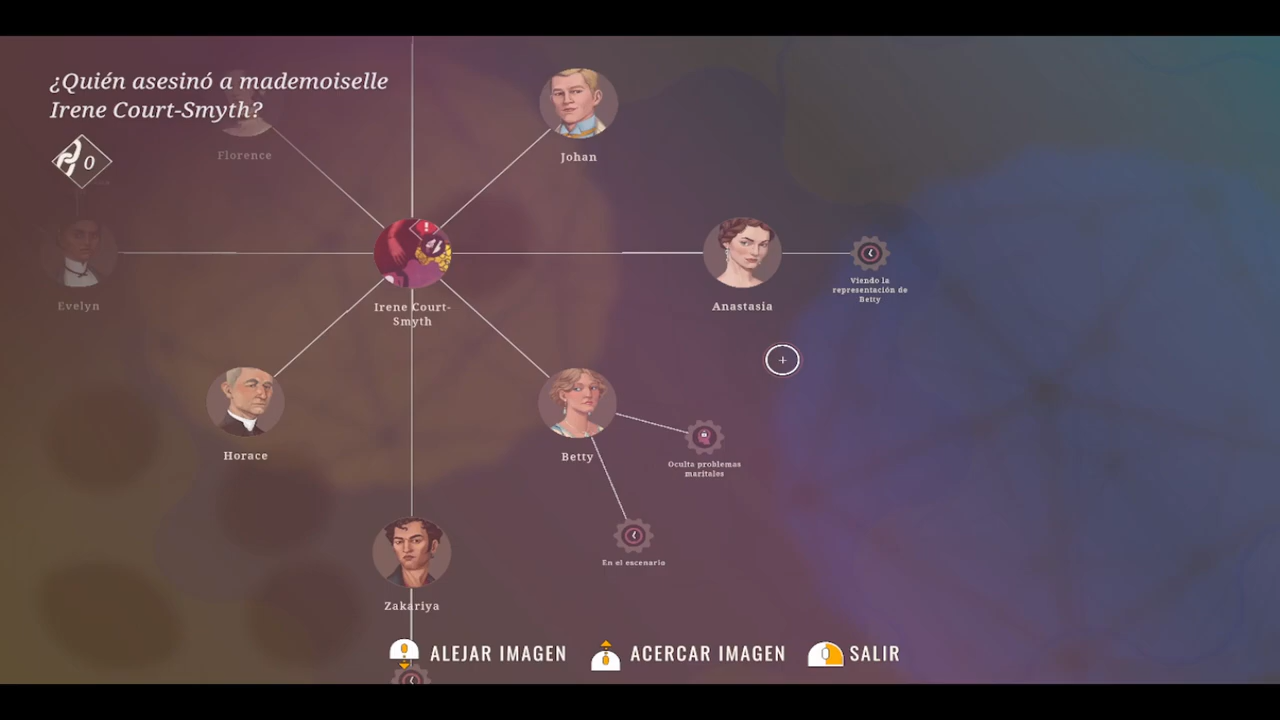 ¿Quién asesinó a mademoiselle
Irene Court-Smyth?
0
Florence
Johan
Evelyn
Irene Court-
Smyth
Anastasia
Viendo la
representación de
Betty
Horace
Betty
Oculta problemas
maritales
En el escenario
Zakariya
ALEJAR IMAGEN
ACERCAR IMAGEN
SALIR